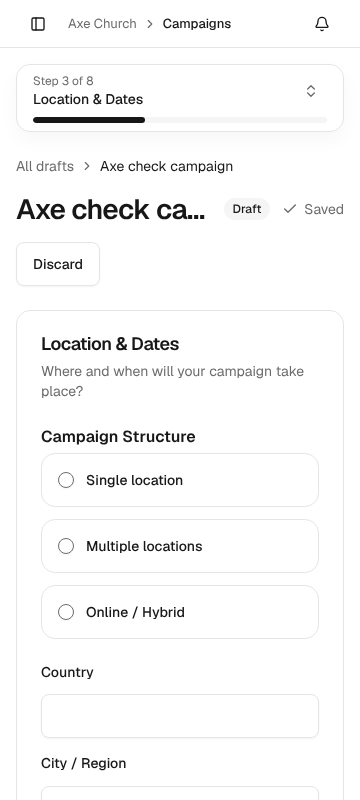 Axe Church > Campaigns
Step 3 of 8
Location & Dates
All drafts > Axe check campaign
Axe check ca... Draft Saved
Discard
Location & Dates
Where and when will your campaign take
place?
Campaign Structure
Single location
Multiple locations
Online / Hybrid
Country
City / Region